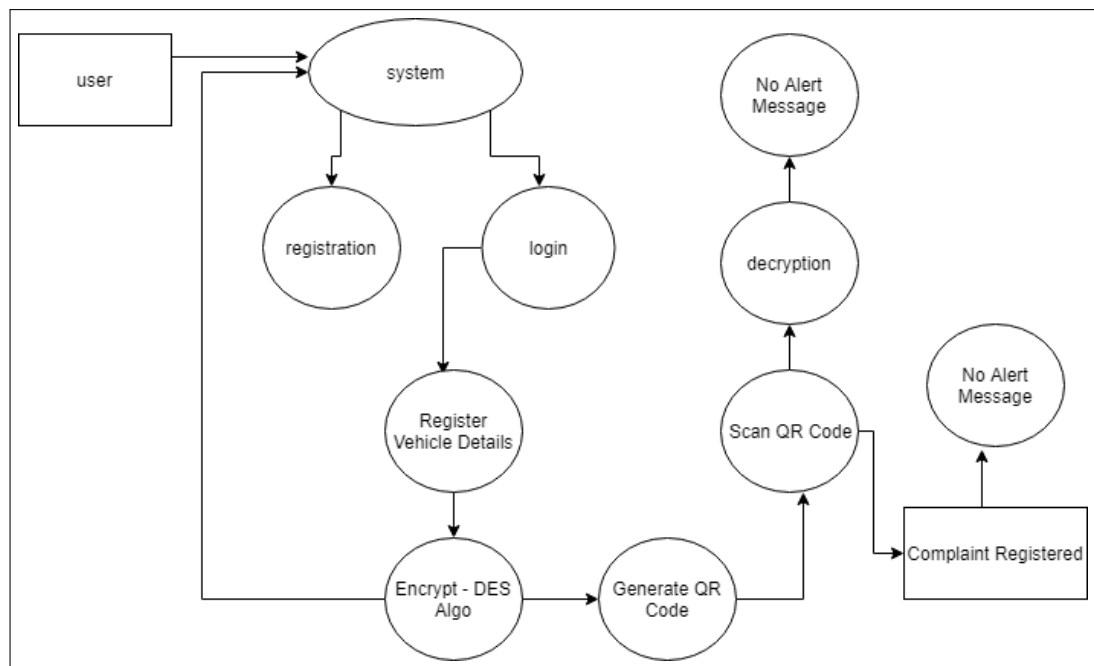 user
system
No Alert
Message
registration
login
decryption
No Alert
Message
Register
Vehicle Details
Scan QR Code
Complaint Registered
Encrypt - DES
Algo
Generate QR
Code